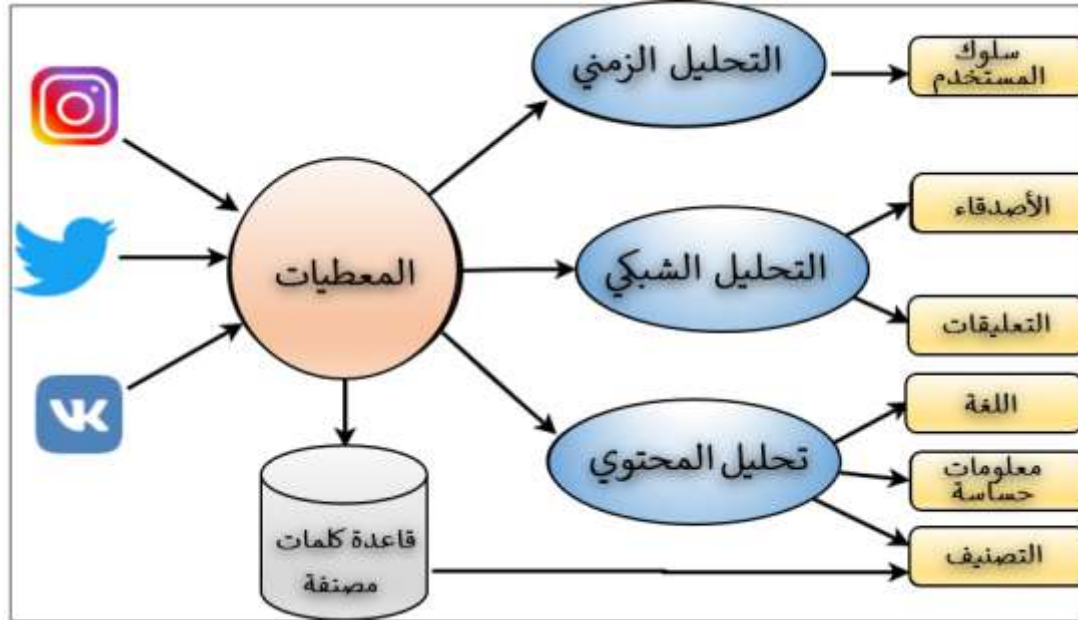 التحليل الزمني
سلوك
المستخدم
الأصدقاء
المعطيات
التحليل الشبكي
التعليقات
اللغة
تحليل المحتوي
معلومات
حساسة
قاعدة كلمات
مصنفة
التصنيف